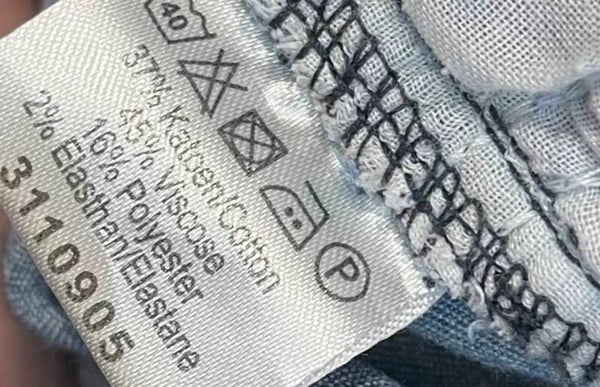 40
P
37% Katoen/Cotton
45% Viscose
16% Polyester
2% Elasthan/Elastane
3110905